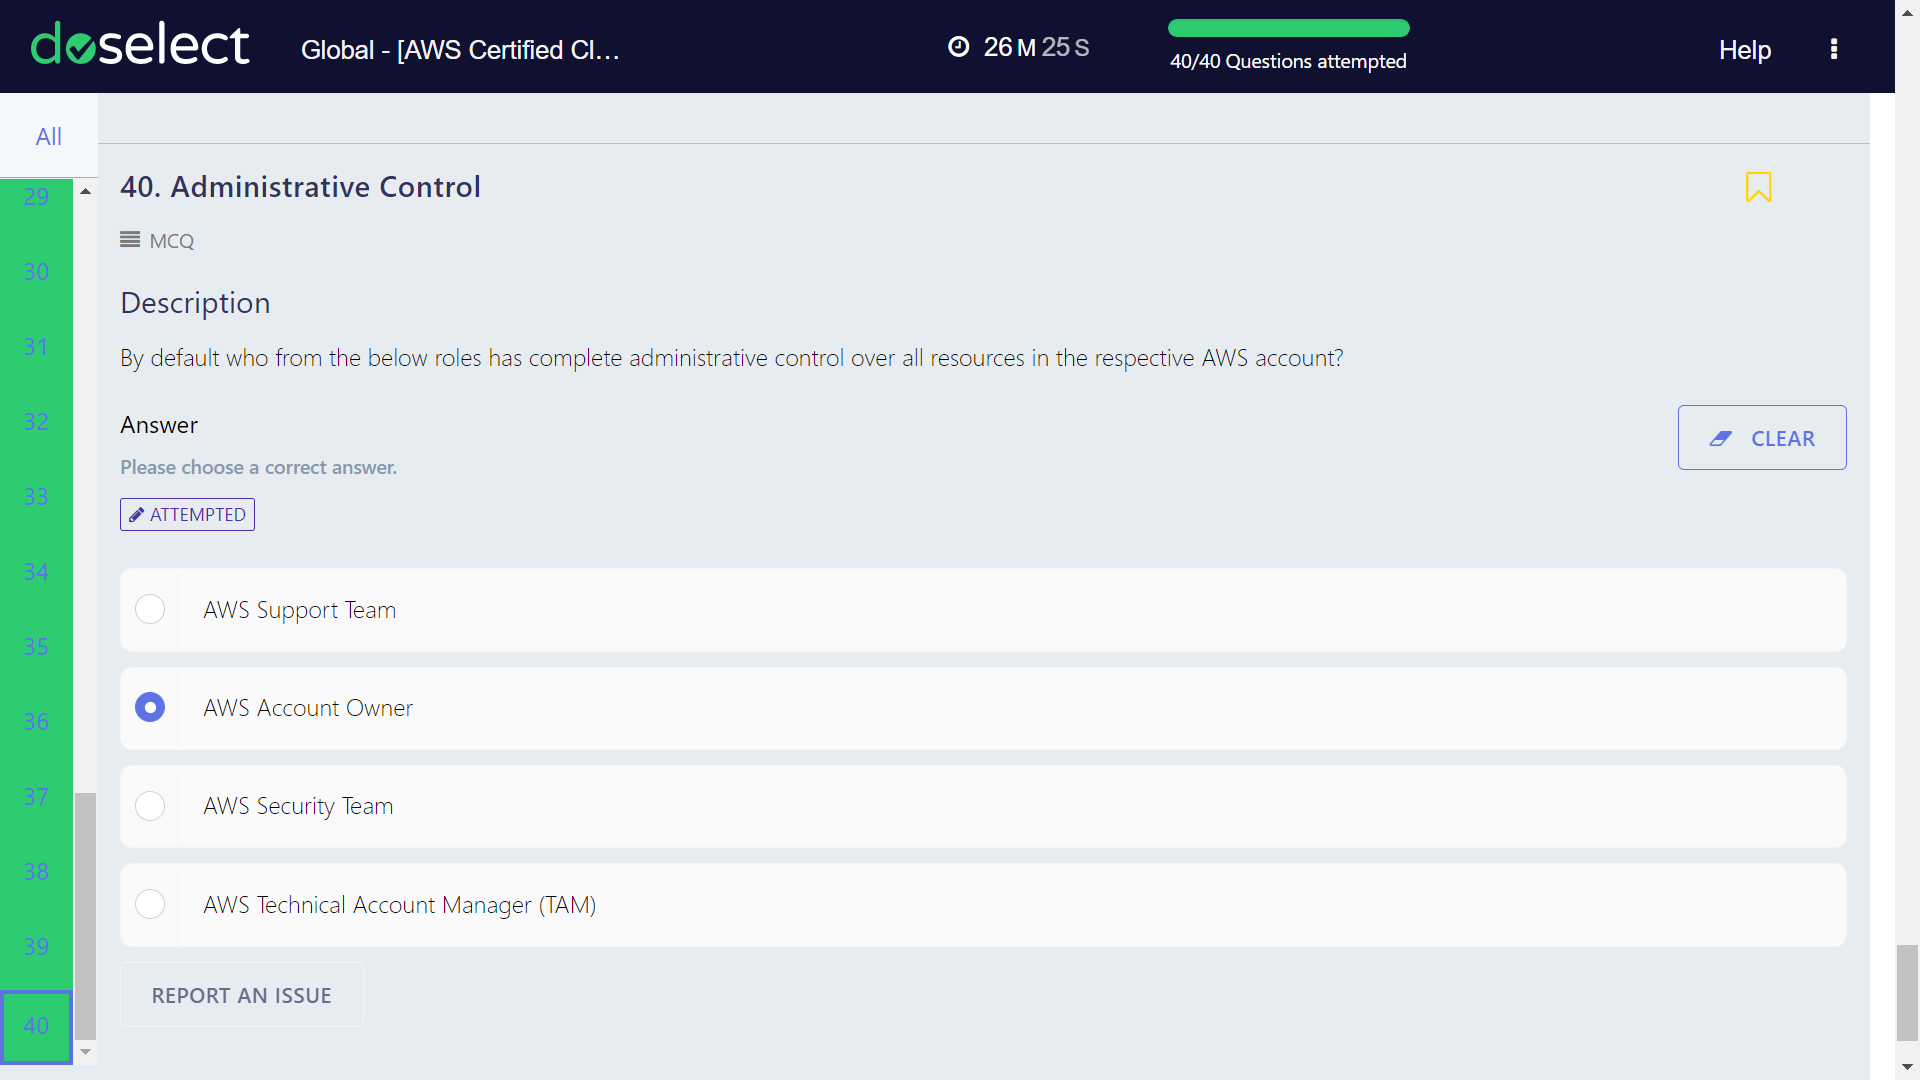 doselect
Global - [AWS Certified Cl...
26 M 25 S
40/40 Questions attempted
Help
All
29
30
31
32
33
34
35
36
37
38
39
40
40. Administrative Control
MCQ
Description
By default who from the below roles has complete administrative control over all resources in the respective AWS account?
Answer
CLEAR
Please choose a correct answer.
ATTEMPTED
AWS Support Team
AWS Account Owner
AWS Security Team
AWS Technical Account Manager (TAM)
REPORT AN ISSUE